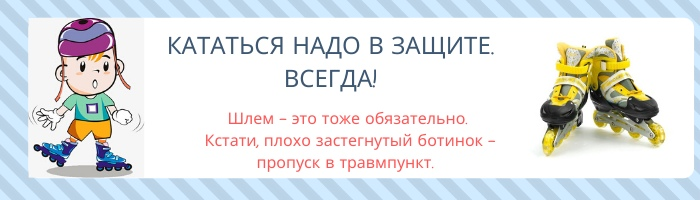 КАТАТЬСЯ НАДО В ЗАЩИТЕ.
ВСЕГДА!
Шлем – это тоже обязательно.
Кстати, плохо застегнутый ботинок –
пропуск в травмпункт.